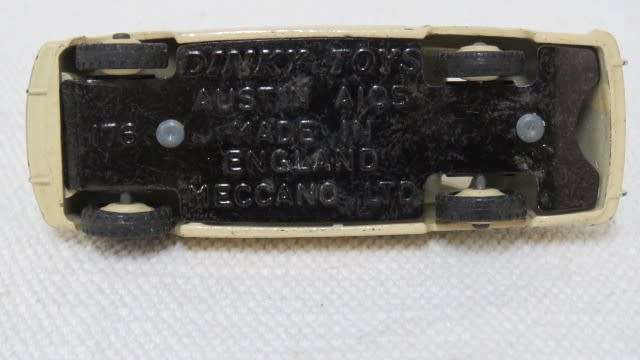 DINKY TOYS
AUSTIN A105
176
MADE IN
ENGLAND
MECCANO LTD